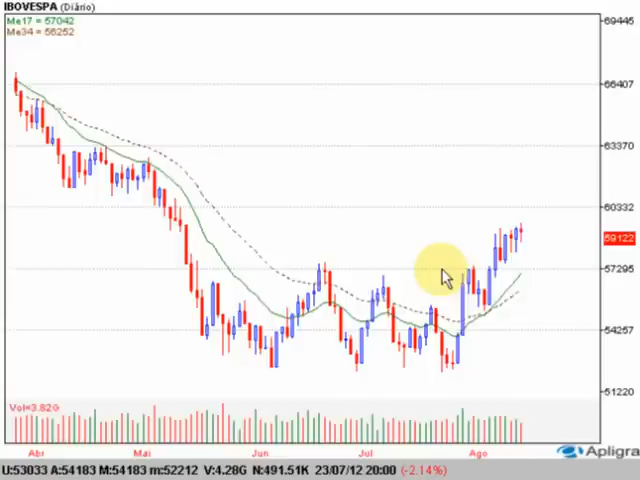 IBOVESPA (Diário)
Me17 = 57042
Me34 = 56252
69445
66407
63370
60332
59122
57295
54257
51220
Vol=3.82G
Abr Mai Jun Jul Ago
Apligra
U:53033 A:54183 M:54183 m:52212 V:4.28G N:491.51K 23/07/12 20:00 (-2.14%)